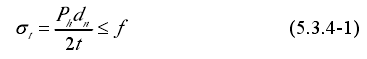 σ_t = P_h d_n / 2t ≤ f (5.3.4-1)